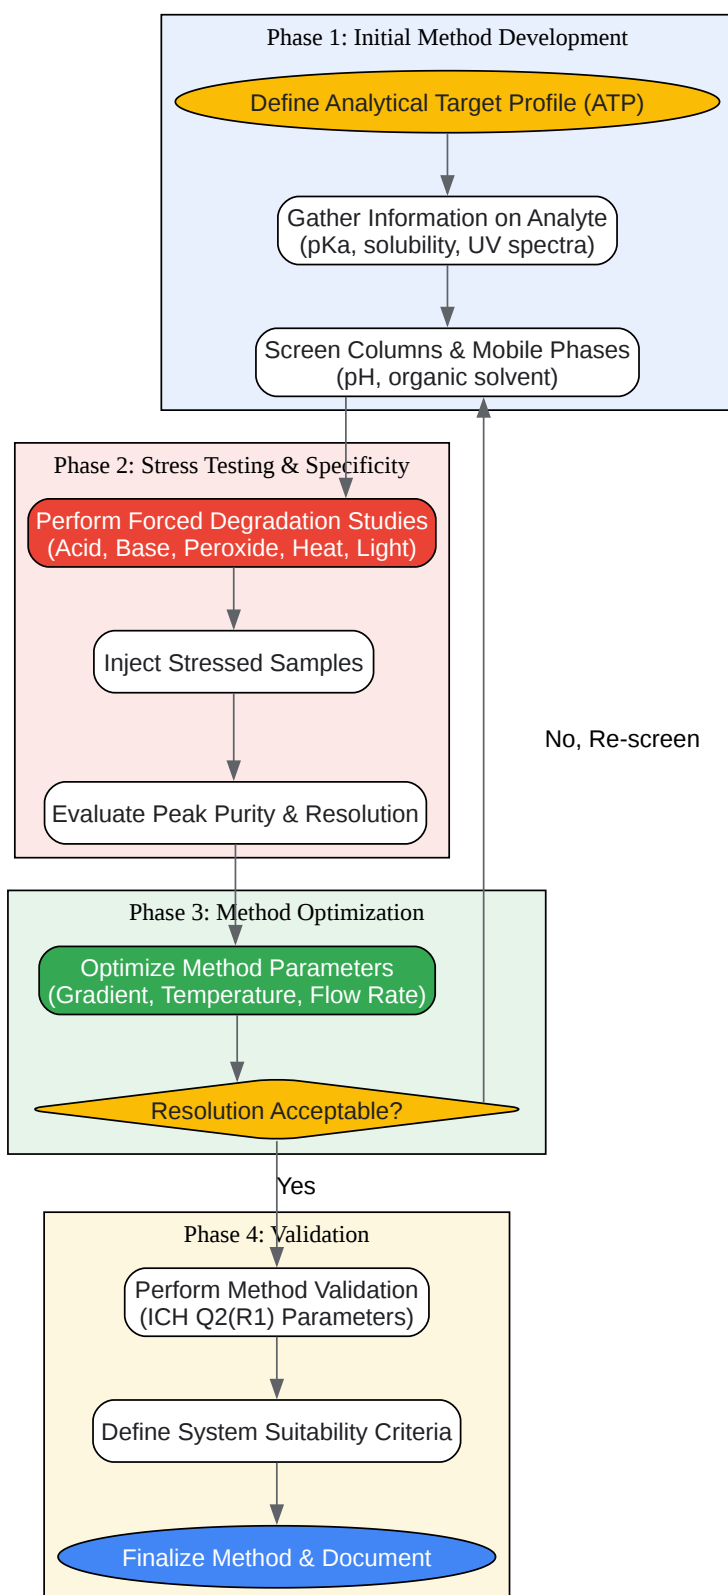 Phase 1: Initial Method Development
Define Analytical Target Profile (ATP)
Gather Information on Analyte
(pKa, solubility, UV spectra)
Screen Columns & Mobile Phases
(pH, organic solvent)
Phase 2: Stress Testing & Specificity
Perform Forced Degradation Studies
(Acid, Base, Peroxide, Heat, Light)
Inject Stressed Samples
No, Re-screen
Evaluate Peak Purity & Resolution
Phase 3: Method Optimization
Optimize Method Parameters
(Gradient, Temperature, Flow Rate)
Resolution Acceptable?
Yes
Phase 4: Validation
Perform Method Validation
(ICH Q2(R1) Parameters)
Define System Suitability Criteria
Finalize Method & Document